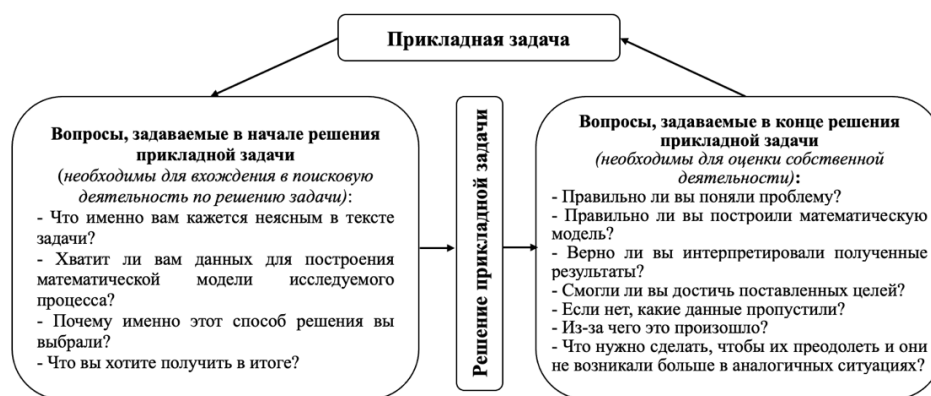 Прикладная задача
Вопросы, задаваемые в начале решения
прикладной задачи
(необходимы для вхождения в поисковую
деятельность по решению задачи):
- Что именно вам кажется неясным в тексте
задачи?
- Хватит ли вам данных для построения
математической модели исследуемого
процесса?
- Почему именно этот способ решения вы
выбрали?
- Что вы хотите получить в итоге?
Решение прикладной задачи
Вопросы, задаваемые в конце решения
прикладной задачи
(необходимы для оценки собственной
деятельности):
- Правильно ли вы поняли проблему?
- Правильно ли вы построили математическую
модель?
- Верно ли вы интерпретировали полученные
результаты?
- Смогли ли вы достичь поставленных целей?
- Если нет, какие данные пропустили?
- Из-за чего это произошло?
- Что нужно сделать, чтобы их преодолеть и они
не возникали больше в аналогичных ситуациях?